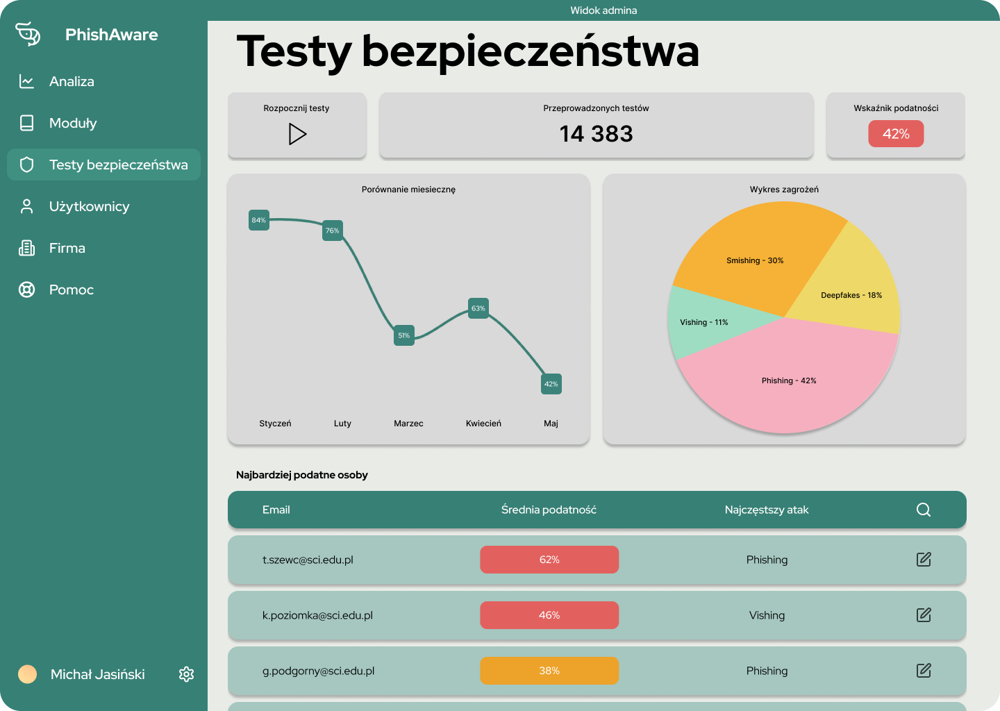 Widok admina
PhishAware
Analiza
Moduły
Testy bezpieczeństwa
Użytkownicy
Firma
Pomoc
Michał Jasiński
Testy bezpieczeństwa
Rozpocznij testy
Przeprowadzonych testów
14 383
Wskaźnik podatności
42%
Porównanie miesięcznę
84%
76%
51%
63%
42%
Styczeń Luty Marzec Kwiecień Maj
Wykres zagrożeń
Smishing - 30%
Deepfakes - 18%
Vishing - 11%
Phishing - 42%
Najbardziej podatne osoby
Email Średnia podatność Najczęstszy atak
t.szewc@sci.edu.pl 62% Phishing
k.poziomka@sci.edu.pl 46% Vishing
g.podgorny@sci.edu.pl 38% Phishing